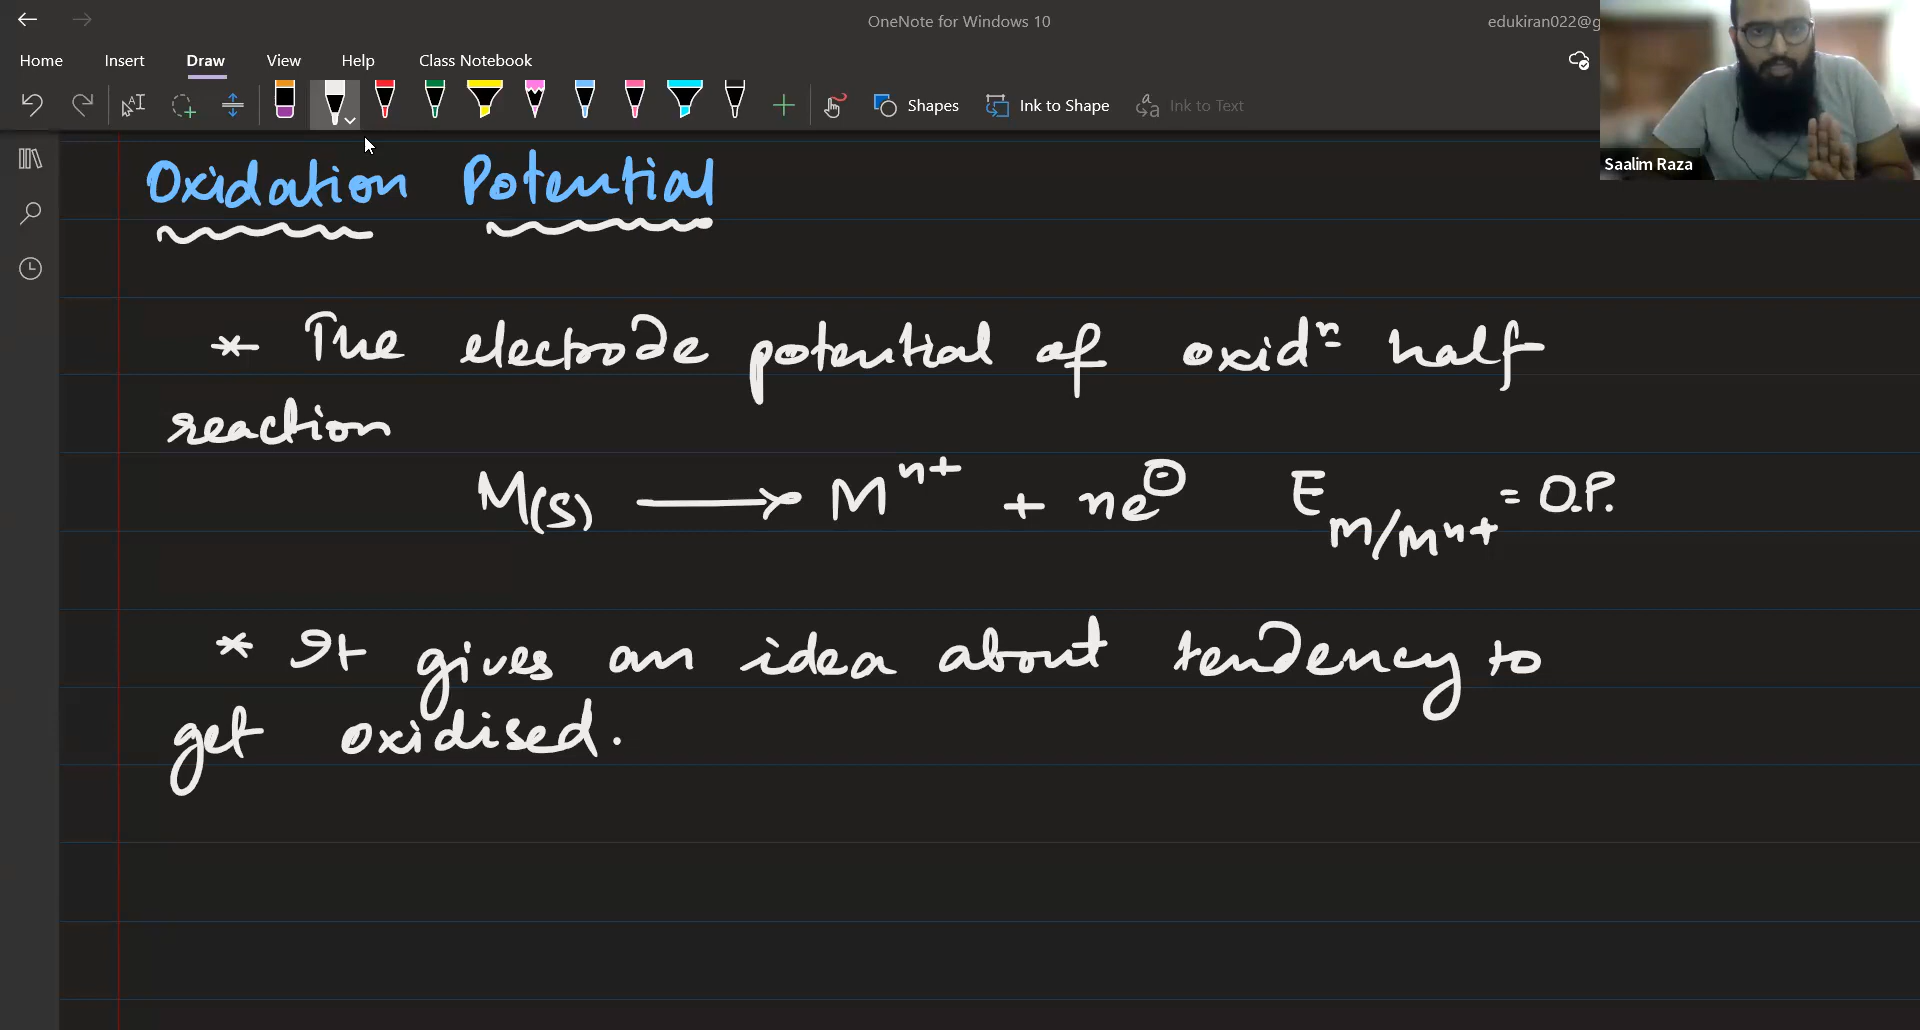 OneNote for Windows 10
edukiran022@g
Home Insert Draw View Help Class Notebook
Shapes Ink to Shape Ink to Text
Saalim Raza
Oxidation Potential
* The electrode potential of oxidⁿ half
reaction
M(s) ⟶ Mⁿ⁺ + ne⊖ E M/Mⁿ⁺ = O.P.
* It gives an idea about tendency to
get oxidised.